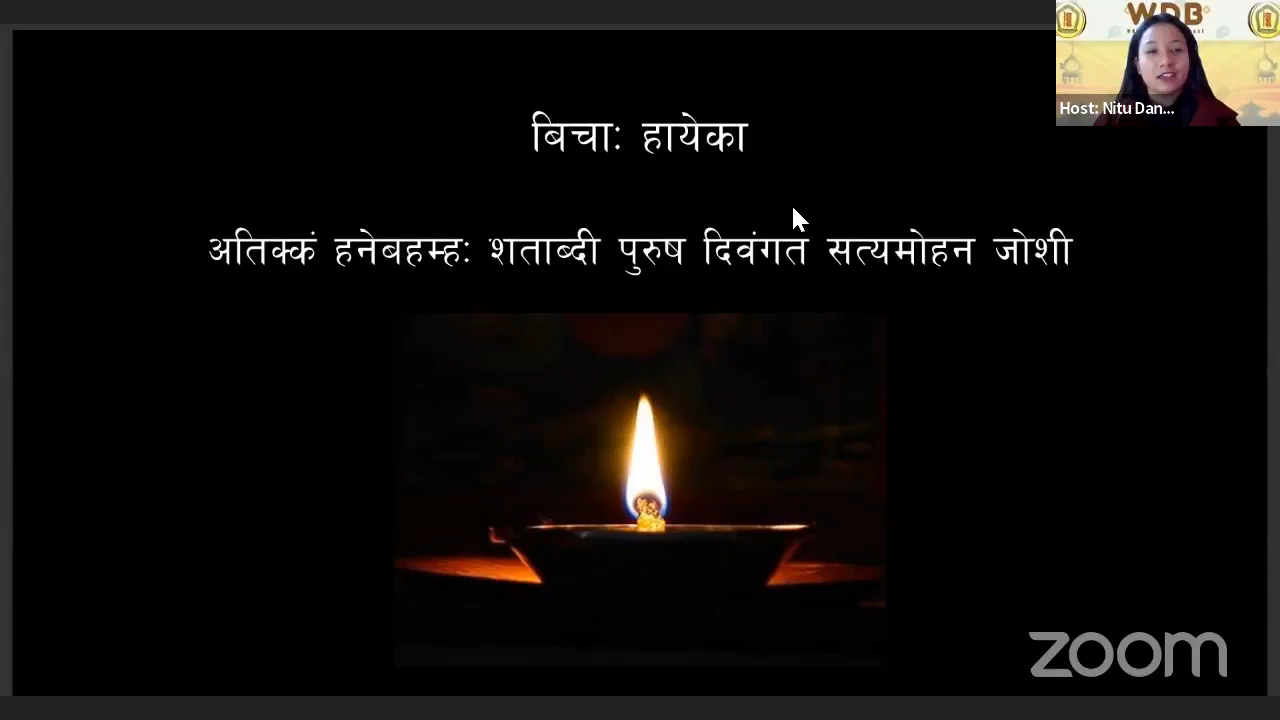 WDB
Host: Nitu Dan...
बिचाः हायेका
अतिक्कं हनेबहम्हः शताब्दी पुरुष दिवंगत सत्यमोहन जोशी
zoom